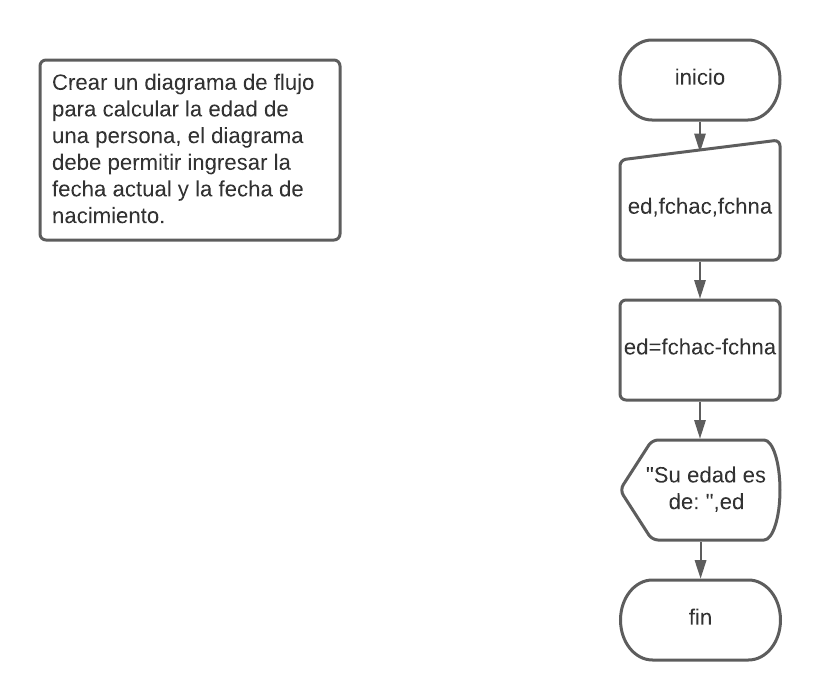 Crear un diagrama de flujo
para calcular la edad de
una persona, el diagrama
debe permitir ingresar la
fecha actual y la fecha de
nacimiento.
inicio
ed,fchac,fchna
ed=fchac-fchna
"Su edad es
de: ",ed
fin